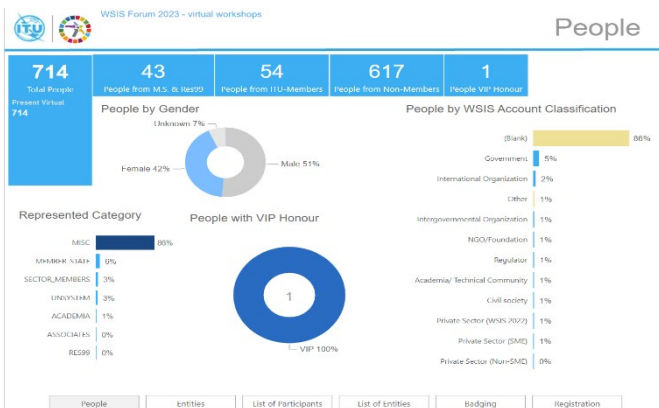 WSIS Forum 2023 - virtual workshops
People
ITU
714
Total People
Present Virtual
714
43
People from M.S. & Res99
54
People from ITU-Members
617
People from Non-Members
1
People VIP Honour
People by Gender
Unknown 7%
Female 42%
Male 51%
People by WSIS Account Classification
(Blank) 86%
Government 5%
International Organization 2%
Other 1%
Intergovernmental Organization 1%
NGO/Foundation 1%
Regulator 1%
Academia/ Technical Community 1%
Civil society 1%
Private Sector (WSIS 2022) 1%
Private Sector (SME) 1%
Private Sector (Non-SME) 0%
Represented Category
MISC 86%
MEMBER_STATE 6%
SECTOR_MEMBERS 3%
UNSYSTEM 3%
ACADEMIA 1%
ASSOCIATES 0%
RES99 0%
People with VIP Honour
1
VIP 100%
People Entities List of Participants List of Entities Badging Registration